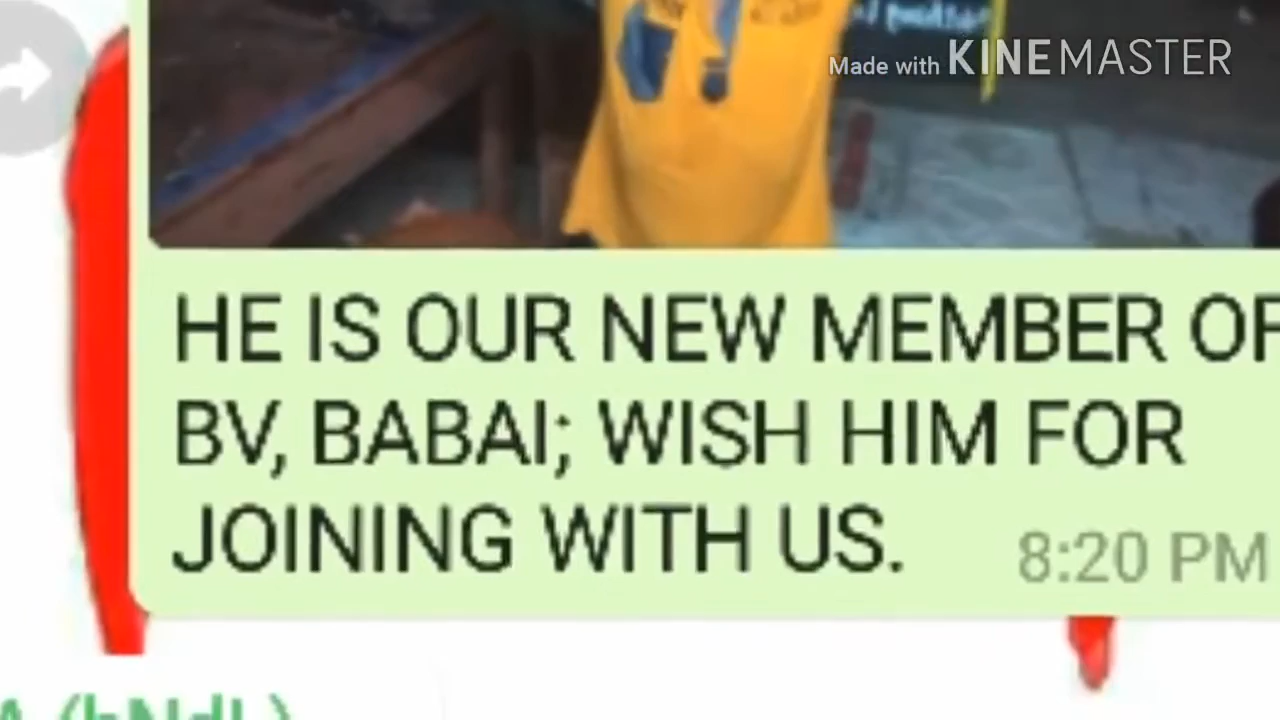 Made with KINEMASTER
HE IS OUR NEW MEMBER OF
BV, BABAI; WISH HIM FOR
JOINING WITH US.
8:20 PM